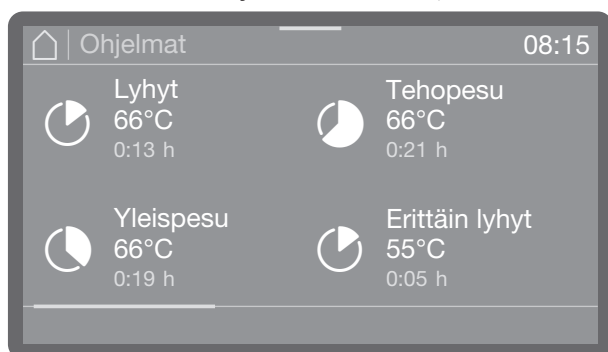 Ohjelmat 08:15
Lyhyt
66°C
0:13 h
Tehopesu
66°C
0:21 h
Yleispesu
66°C
0:19 h
Erittäin lyhyt
55°C
0:05 h